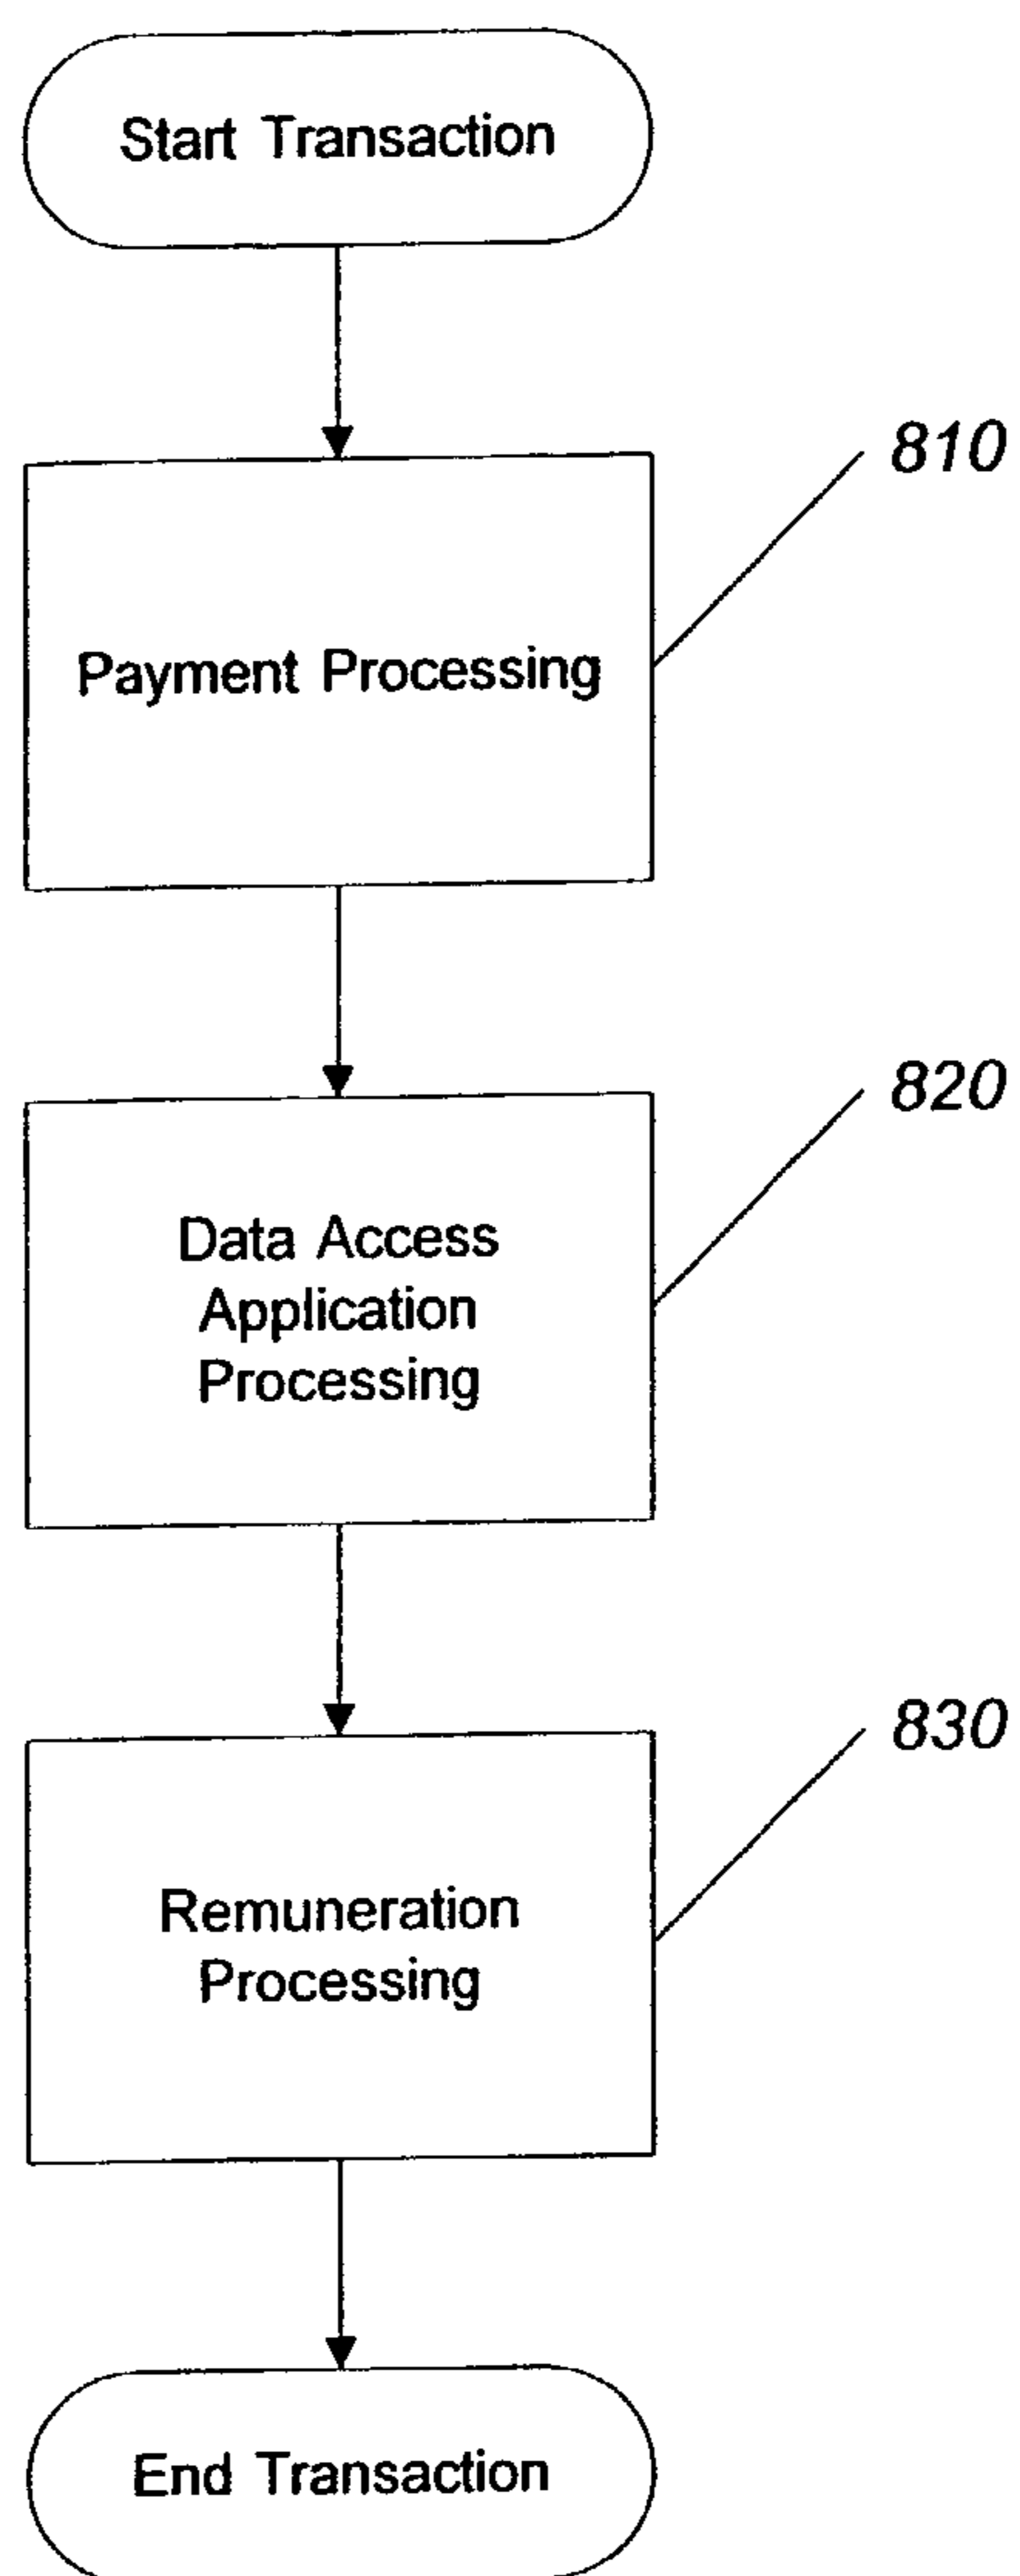 Start Transaction
810
Payment Processing
820
Data Access
Application
Processing
830
Remuneration
Processing
End Transaction